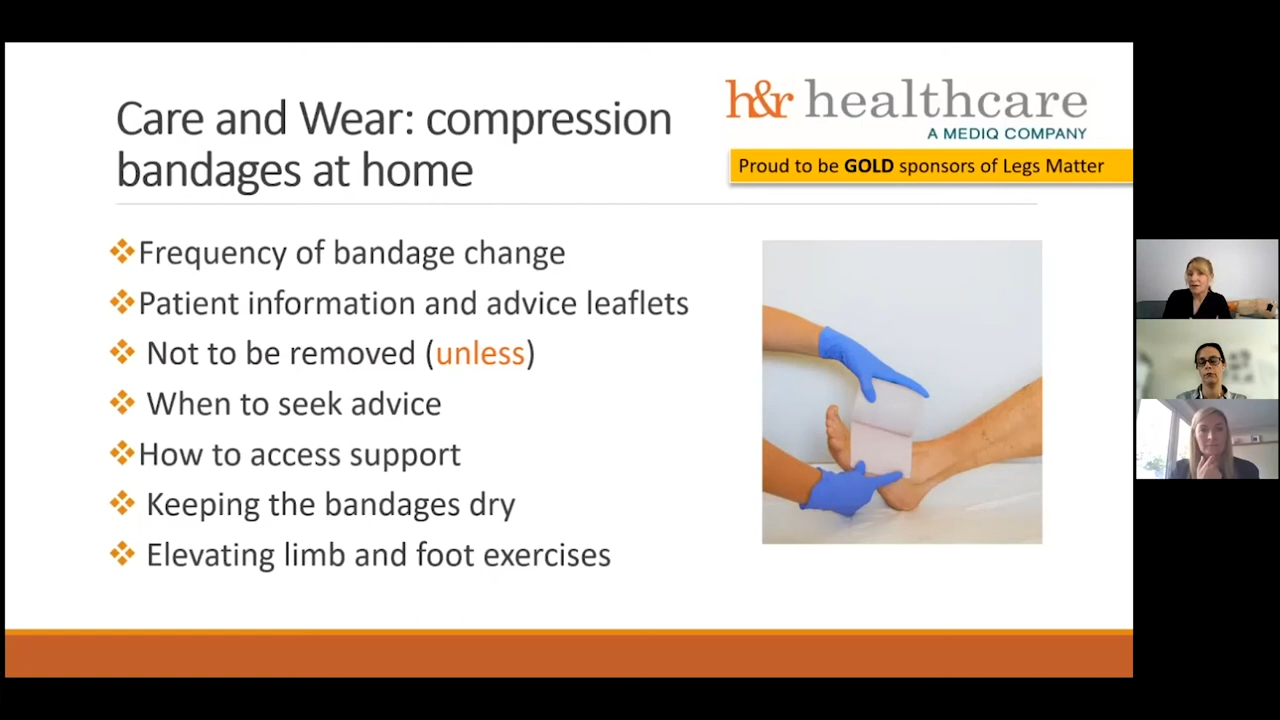 Care and Wear: compression
bandages at home
h&r healthcare
A MEDIQ COMPANY
Proud to be GOLD sponsors of Legs Matter
Frequency of bandage change
Patient information and advice leaflets
Not to be removed (unless)
When to seek advice
How to access support
Keeping the bandages dry
Elevating limb and foot exercises